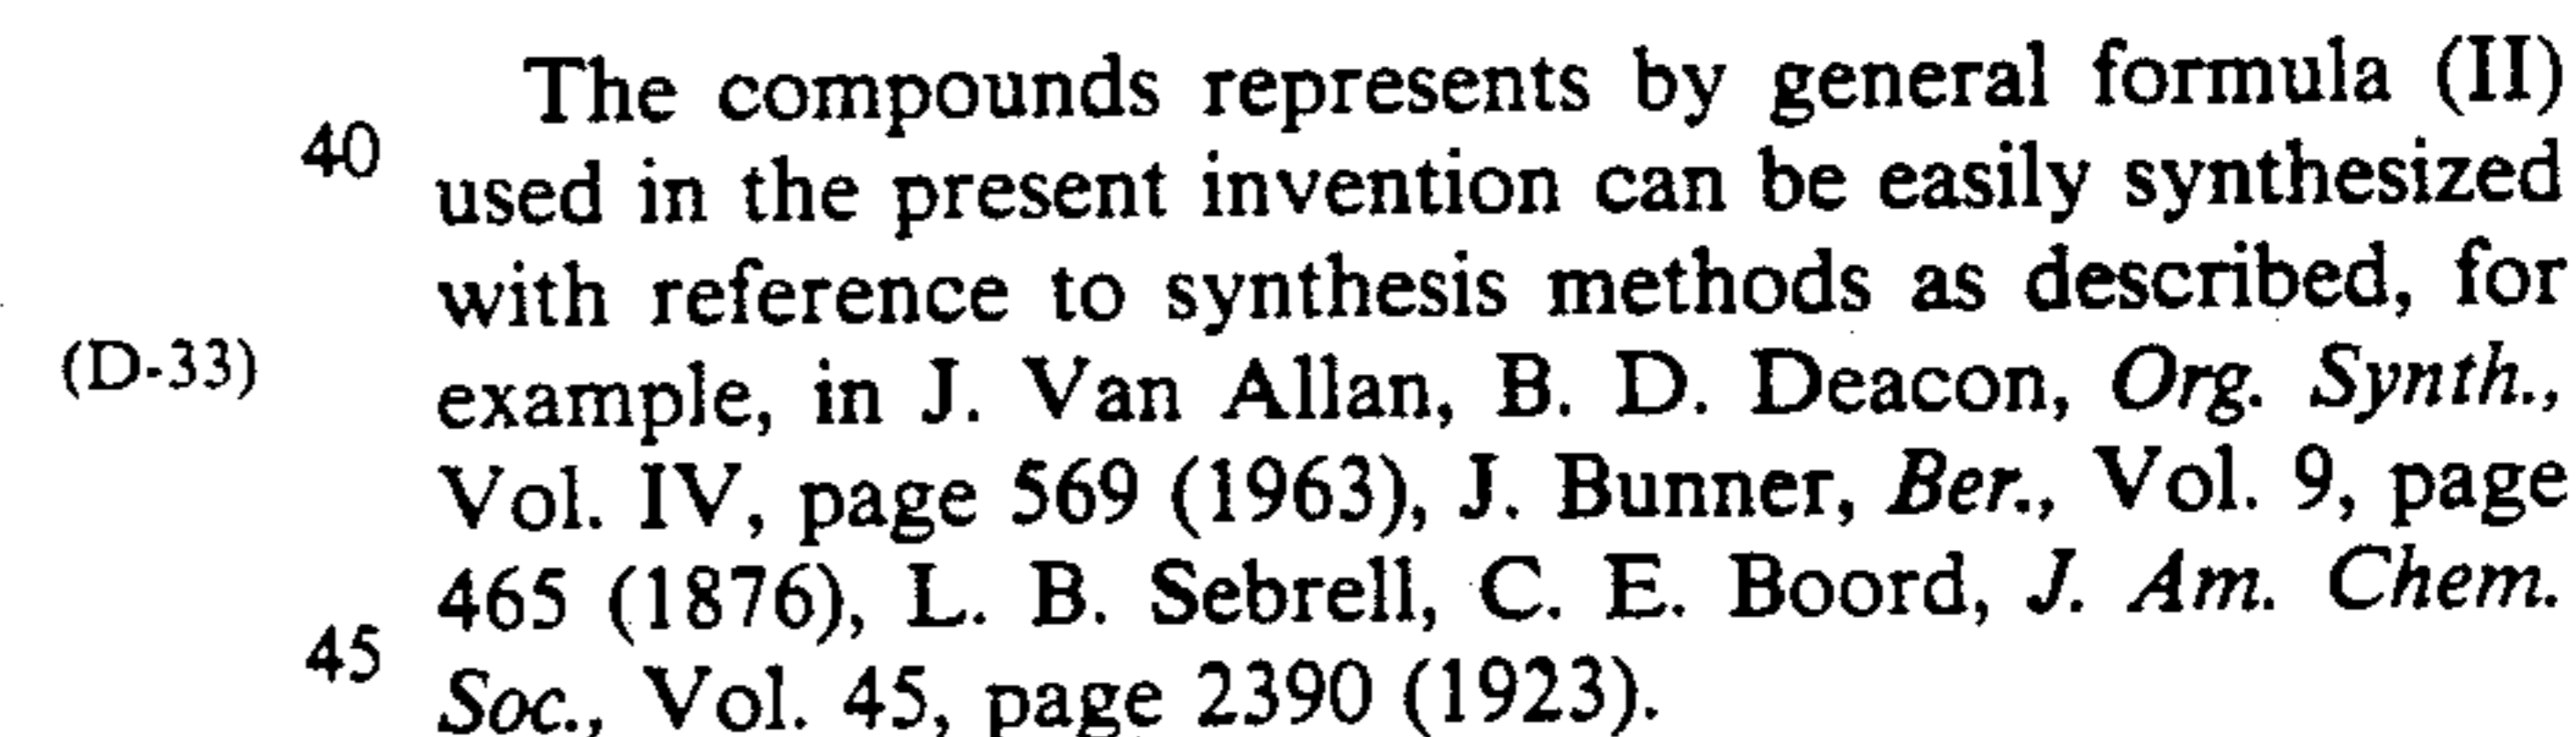 The compounds represents by general formula (II)
40
used in the present invention can be easily synthesized
with reference to synthesis methods as described, for
(D-33)
example, in J. Van Allan, B. D. Deacon, Org. Synth.,
Vol. IV, page 569 (1963), J. Bunner, Ber., Vol. 9, page
465 (1876), L. B. Sebrell, C. E. Boord, J. Am. Chem.
45
Soc., Vol. 45, page 2390 (1923).